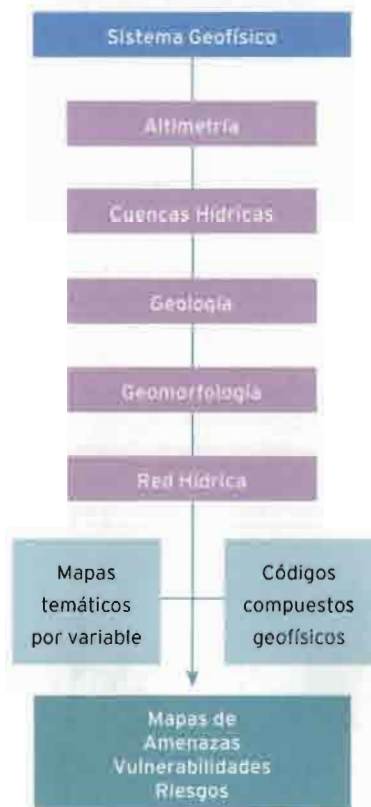 Sistema Geofísico
Altimetría
Cuencas Hídricas
Geología
Geomorfología
Red Hídrica
Mapas
temáticos
por variable
Códigos
compuestos
geofísicos
Mapas de
Amenazas
Vulnerabilidades
Riesgos